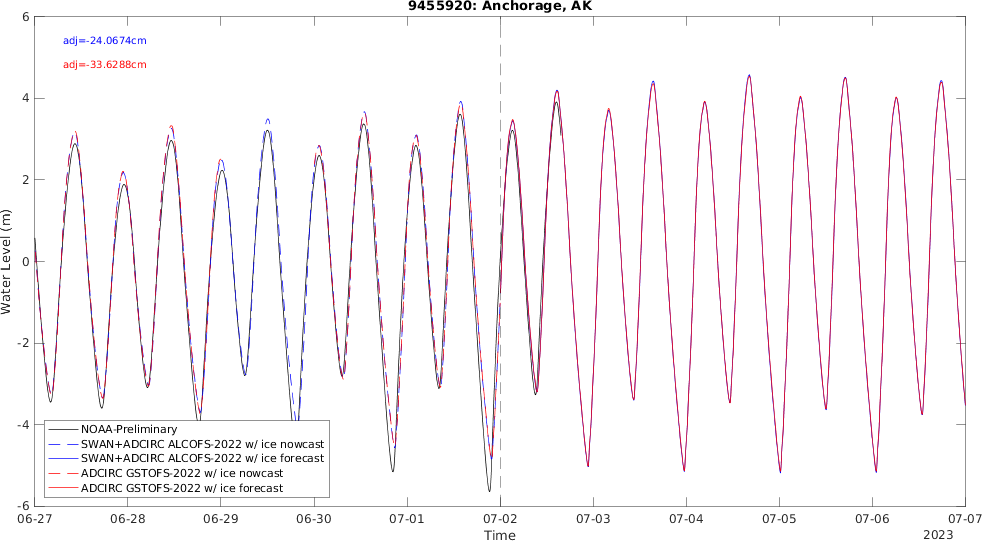 9455920: Anchorage, AK
adj=-24.0674cm
adj=-33.6288cm
6
4
2
0
-2
-4
-6
Water Level (m)
NOAA-Preliminary
SWAN+ADCIRC ALCOFS-2022 w/ ice nowcast
SWAN+ADCIRC ALCOFS-2022 w/ ice forecast
ADCIRC GSTOFS-2022 w/ ice nowcast
ADCIRC GSTOFS-2022 w/ ice forecast
06-27 06-28 06-29 06-30 07-01 07-02 07-03 07-04 07-05 07-06 07-07
Time
2023